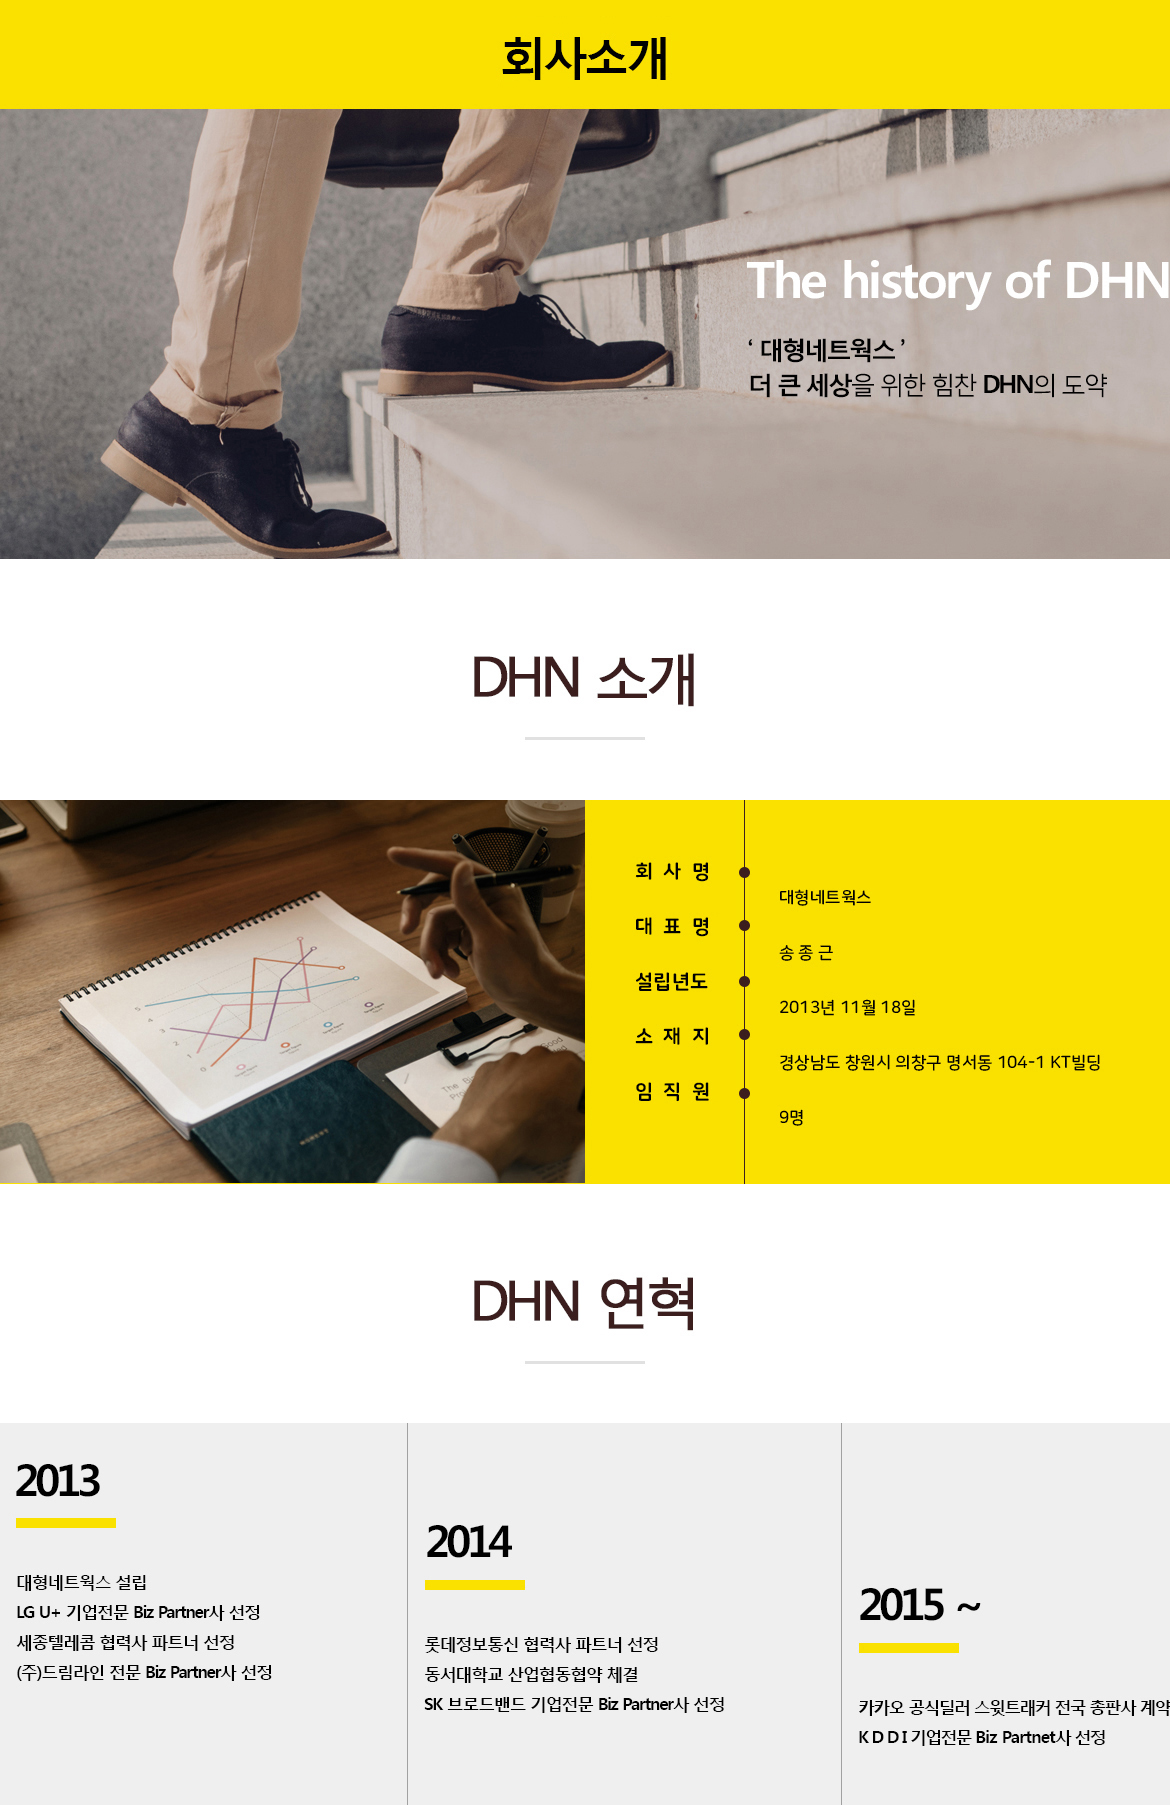 회사소개
The history of DHN
‘ 대형네트웍스 ’
더 큰 세상을 위한 힘찬 DHN의 도약
DHN 소개
회 사 명
대형네트웍스
대 표 명
송 종 근
설립년도
2013년 11월 18일
소 재 지
경상남도 창원시 의창구 명서동 104-1 KT빌딩
임 직 원
9명
DHN 연혁
2013
대형네트웍스 설립
LG U+ 기업전문 Biz Partner사 선정
세종텔레콤 협력사 파트너 선정
(주)드림라인 전문 Biz Partner사 선정
2014
롯데정보통신 협력사 파트너 선정
동서대학교 산업협동협약 체결
SK 브로드밴드 기업전문 Biz Partner사 선정
2015 ~
카카오 공식딜러 스윗트래커 전국 총판사 계약
K D D I 기업전문 Biz Partnet사 선정